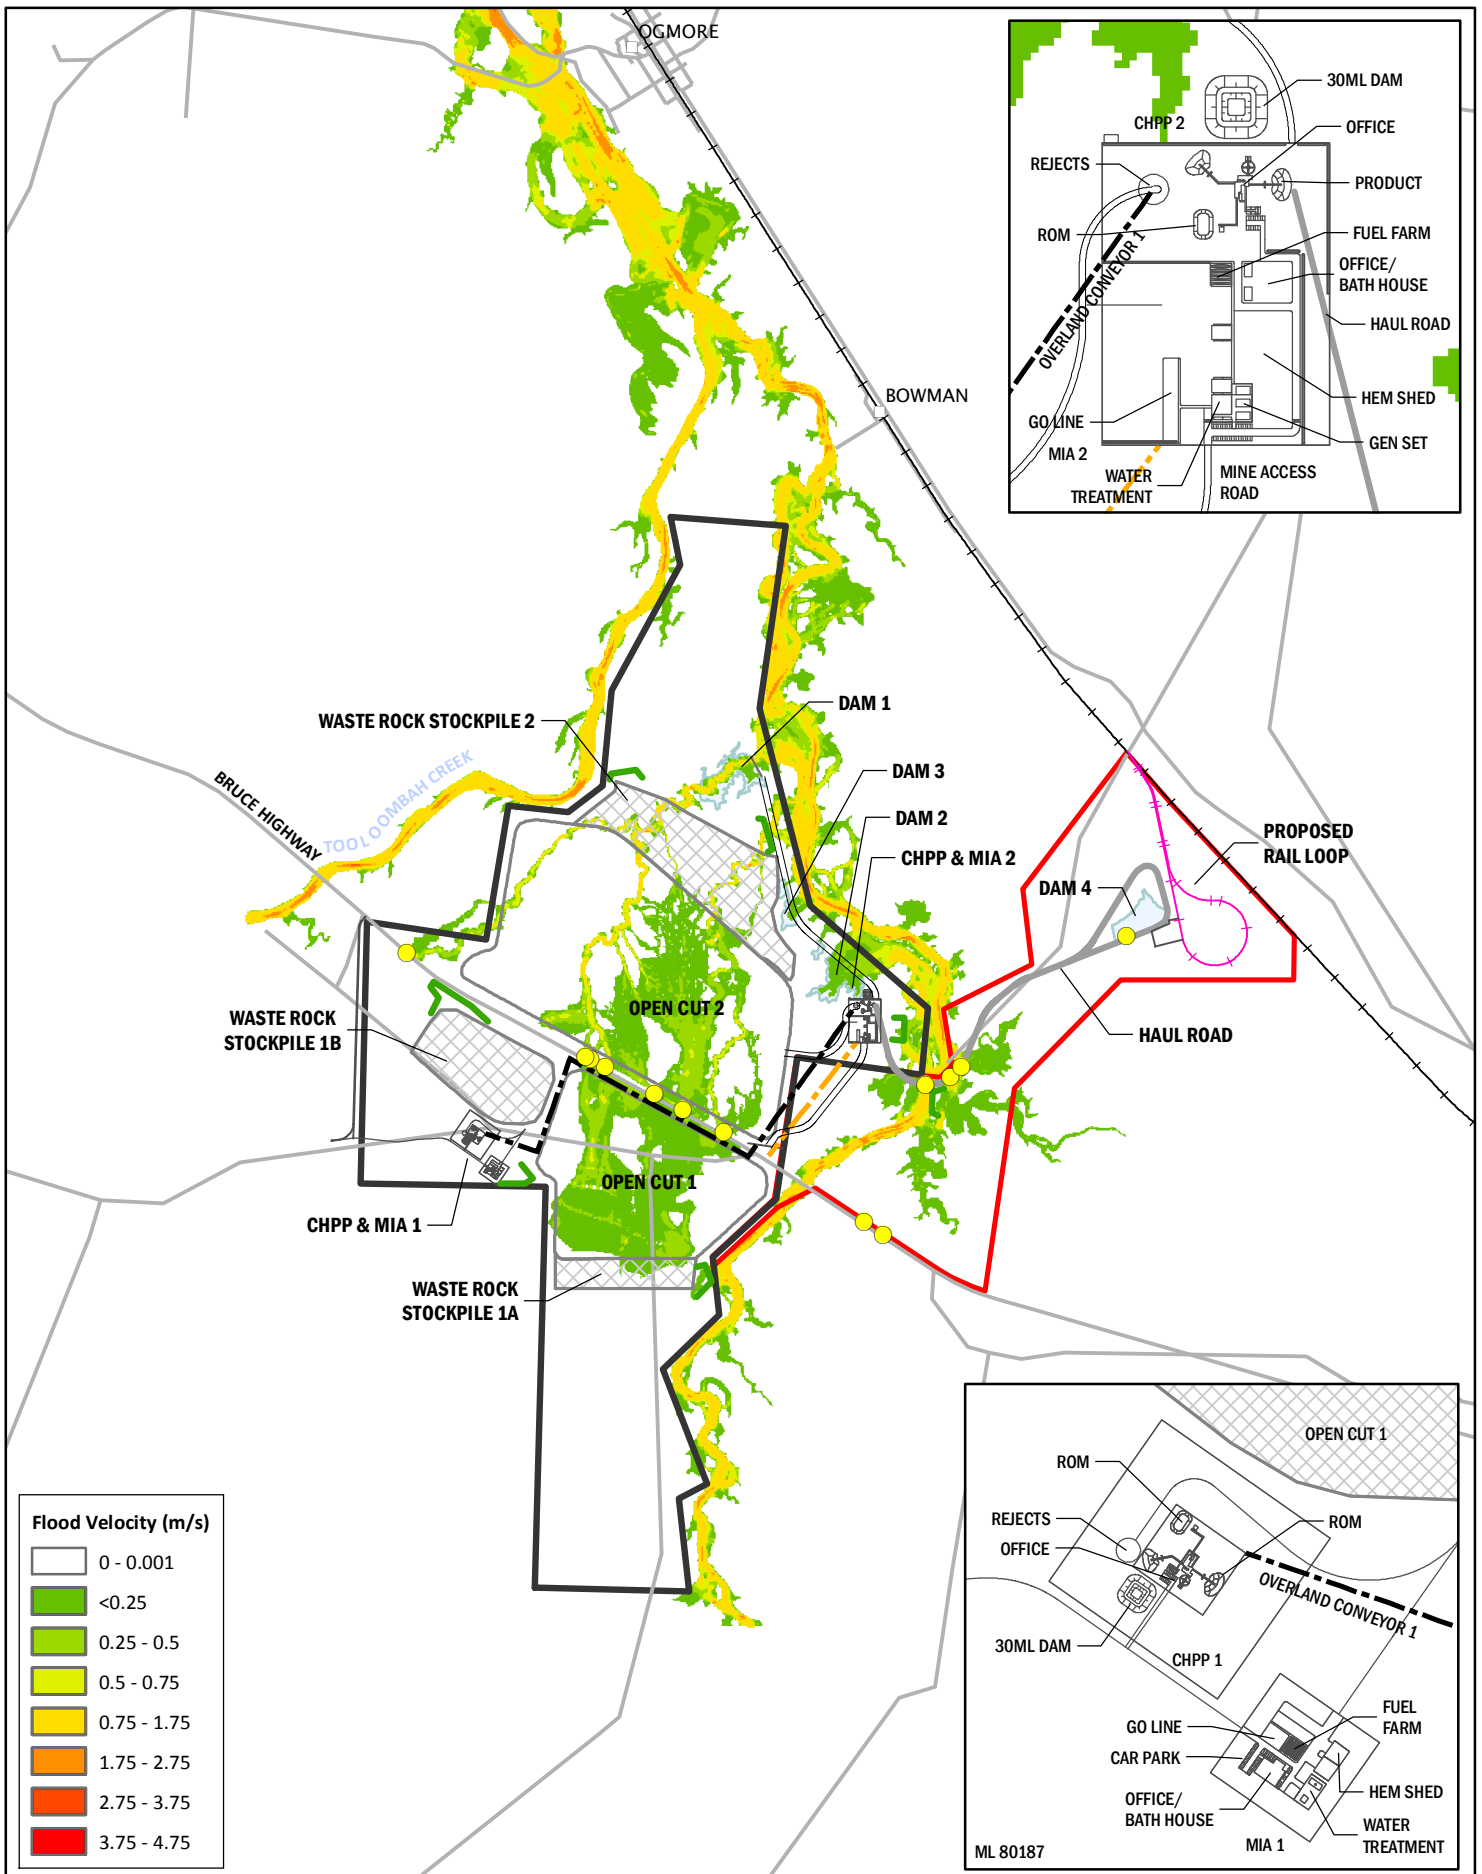 OGMORE
BOWMAN
30ML DAM
CHPP 2
OFFICE
REJECTS
PRODUCT
ROM
FUEL FARM
OFFICE/
BATH HOUSE
OVERLAND CONVEYOR 1
HAUL ROAD
HEM SHED
GO LINE
GEN SET
MIA 2
WATER
TREATMENT
MINE ACCESS
ROAD
WASTE ROCK STOCKPILE 2
DAM 1
BRUCE HIGHWAY
TOOLOOMBAH CREEK
DAM 3
DAM 2
CHPP & MIA 2
PROPOSED
RAIL LOOP
DAM 4
OPEN CUT 2
WASTE ROCK
STOCKPILE 1B
HAUL ROAD
OPEN CUT 1
CHPP & MIA 1
WASTE ROCK
STOCKPILE 1A
OPEN CUT 1
ROM
REJECTS
ROM
OFFICE
OVERLAND CONVEYOR 1
30ML DAM
CHPP 1
GO LINE
FUEL
FARM
CAR PARK
OFFICE/
BATH HOUSE
HEM SHED
WATER
TREATMENT
MIA 1
ML 80187
Flood Velocity (m/s)
0 - 0.001
<0.25
0.25 - 0.5
0.5 - 0.75
0.75 - 1.75
1.75 - 2.75
2.75 - 3.75
3.75 - 4.75